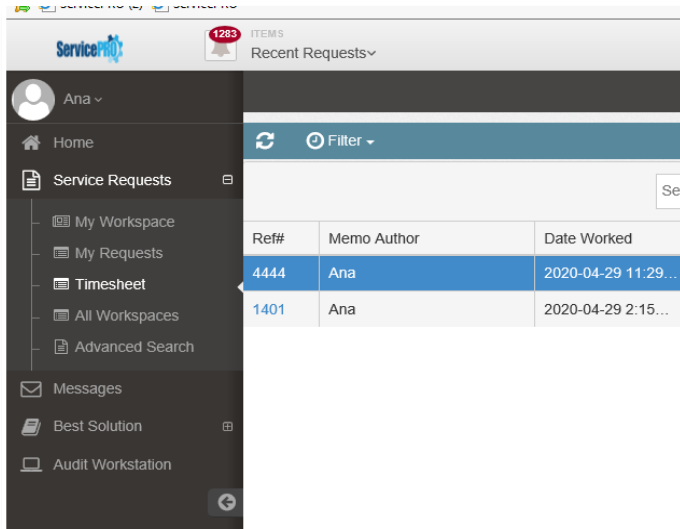 ServicePRO
1283
ITEMS
Recent Requests
Ana
Home
Filter
Service Requests
Se
My Workspace
Ref# Memo Author Date Worked
My Requests
4444 Ana 2020-04-29 11:29...
Timesheet
1401 Ana 2020-04-29 2:15...
All Workspaces
Advanced Search
Messages
Best Solution
Audit Workstation